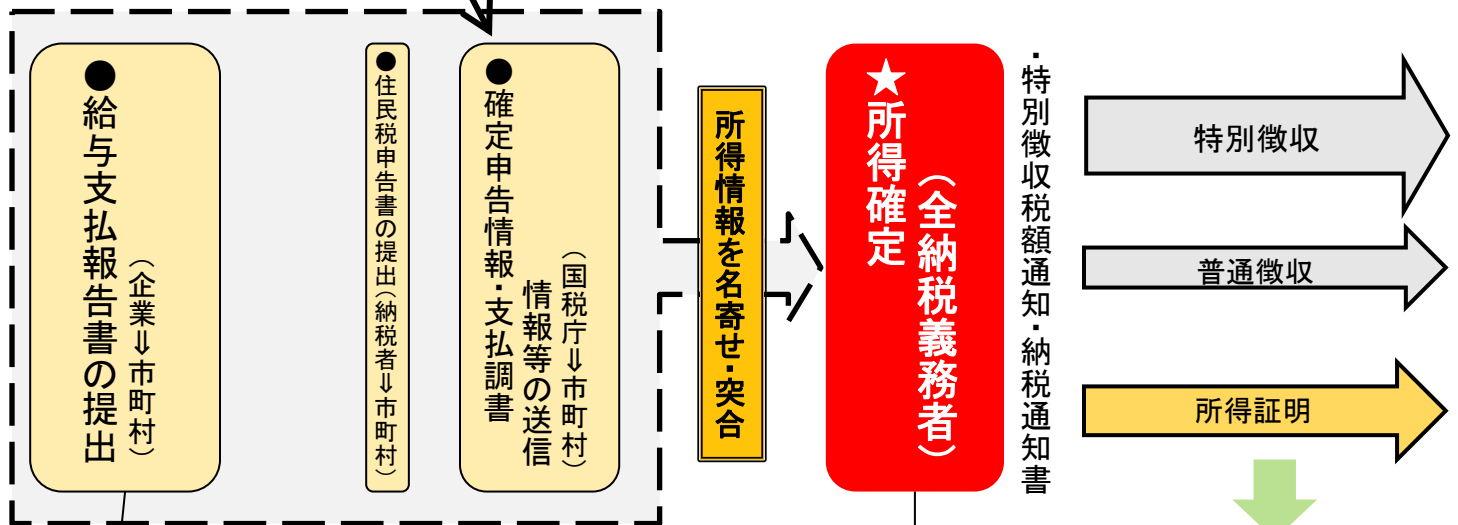 ●給与支払報告書の提出
（企業⇒市町村）
●住民税申告書の提出（納税者⇒市町村）
●確定申告情報・支払調書
情報等の送信
（国税庁⇒市町村）
所得情報を名寄せ・突合
★所得確定
（全納税義務者）
・特別徴収税額通知・納税通知書
特別徴収
普通徴収
所得証明